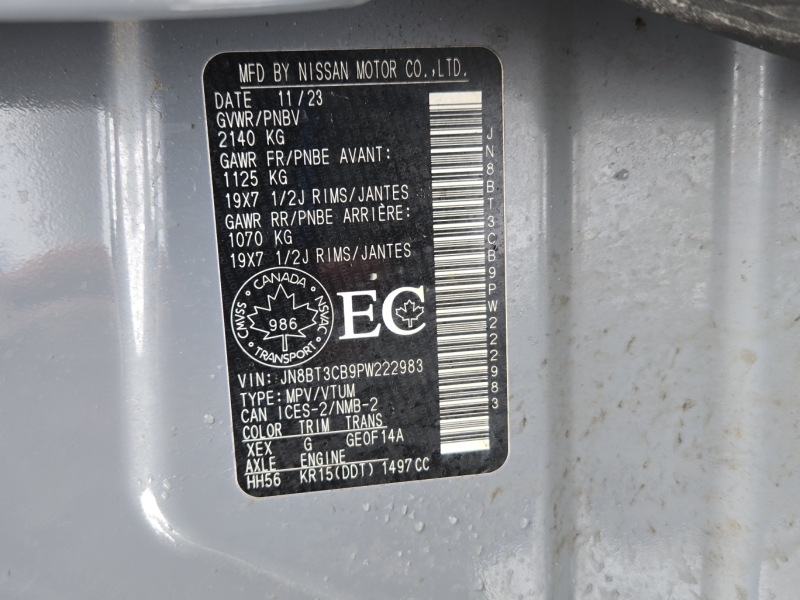 MFD BY NISSAN MOTOR CO.,LTD.
DATE 11/23
GVWR/PNBV
2140 KG
GAWR FR/PNBE AVANT:
1125 KG
19X7 1/2J RIMS/JANTES
GAWR RR/PNBE ARRIÈRE:
1070 KG
19X7 1/2J RIMS/JANTES
CANADA
CMVSS 986 NSVAC
TRANSPORT
EC
VIN: JN8BT3CB9PW222983
TYPE: MPV/VTUM
CAN ICES-2/NMB-2
COLOR TRIM TRANS
XEX G GE0F14A
AXLE ENGINE
HH56 KR15(DDT) 1497CC
JN8BT3CB9PW222983